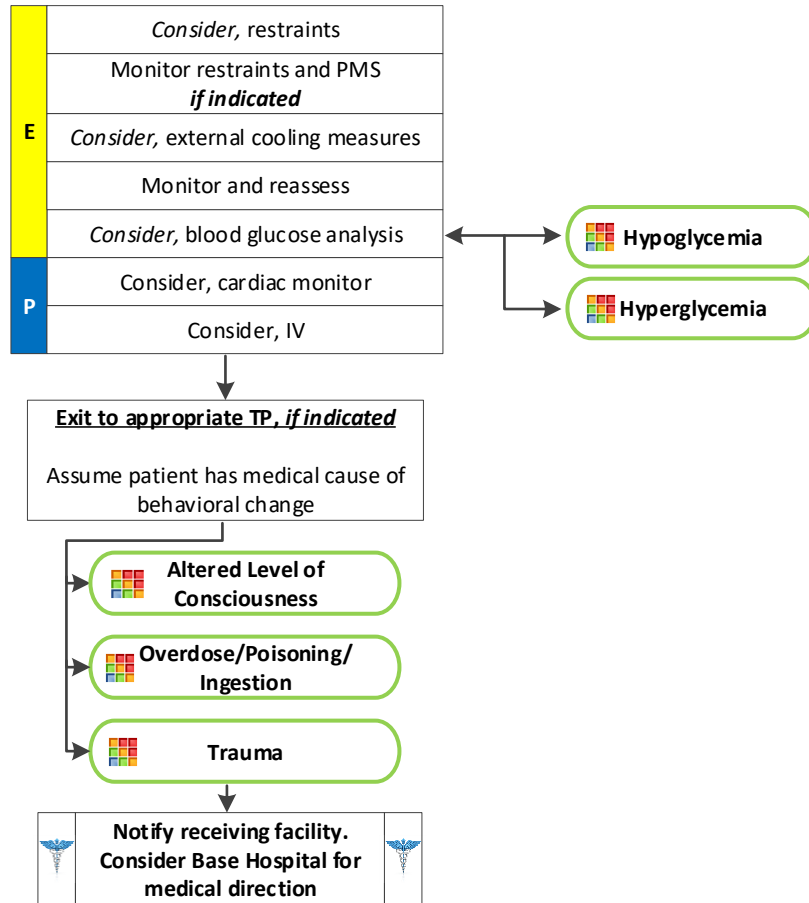 Consider, restraints
Monitor restraints and PMS
if indicated
E
Consider, external cooling measures
Monitor and reassess
Consider, blood glucose analysis
Hypoglycemia
Hyperglycemia
P
Consider, cardiac monitor
Consider, IV
Exit to appropriate TP, if indicated
Assume patient has medical cause of
behavioral change
Altered Level of
Consciousness
Overdose/Poisoning/
Ingestion
Trauma
Notify receiving facility.
Consider Base Hospital for
medical direction